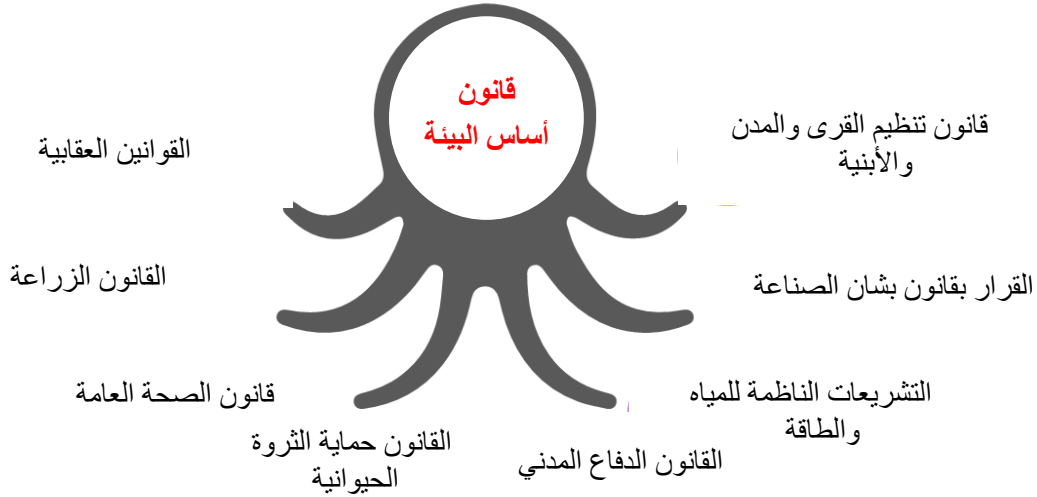 قانون
أساس البيئة
قانون تنظيم القرى والمدن
والأبنية
القرار بقانون بشان الصناعة
التشريعات الناظمة للمياه
والطاقة
القانون الدفاع المدني
القانون حماية الثروة
الحيوانية
قانون الصحة العامة
القانون الزراعة
القوانين العقابية